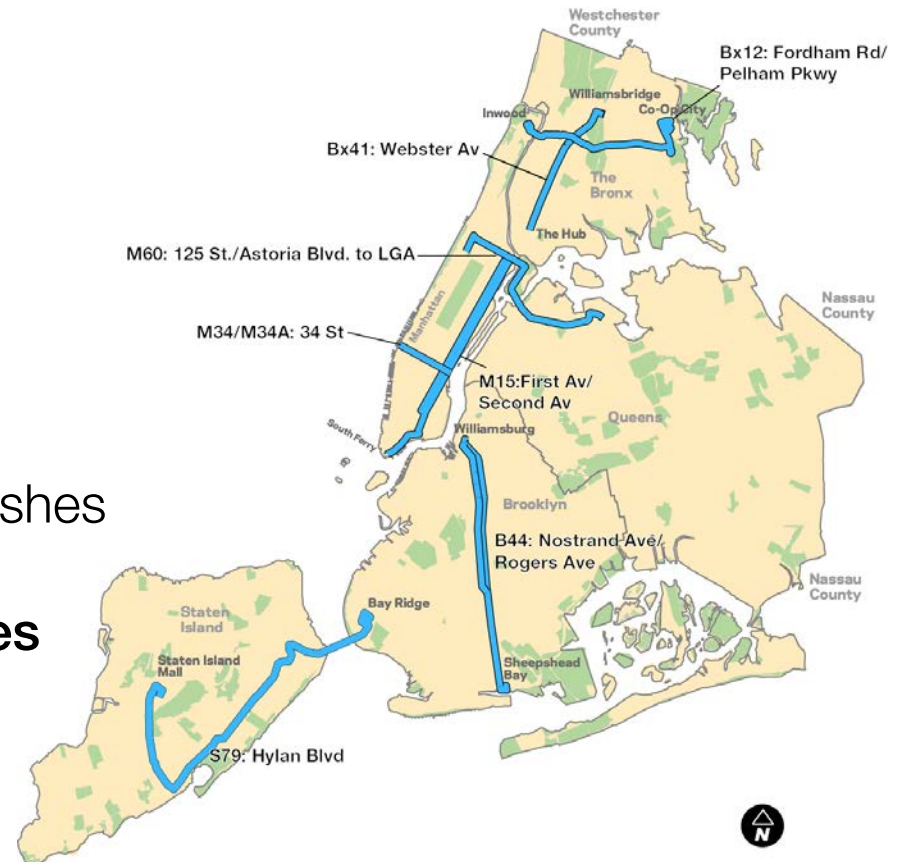 Westchester
County
Bx12: Fordham Rd/
Pelham Pkwy
Williamsbridge
Co-Op City
Inwood
Bx41: Webster Av
The
Bronx
The Hub
M60: 125 St./Astoria Blvd. to LGA
Manhattan
Nassau
County
M34/M34A: 34 St
M15:First Av/
Second Av
Queens
South Ferry
Williamsburg
shes
Brooklyn
B44: Nostrand Ave/
Rogers Ave
Nassau
County
Bay Ridge
Staten
Island
es
Staten Island
Mall
Sheepshead
Bay
S79: Hylan Blvd
N